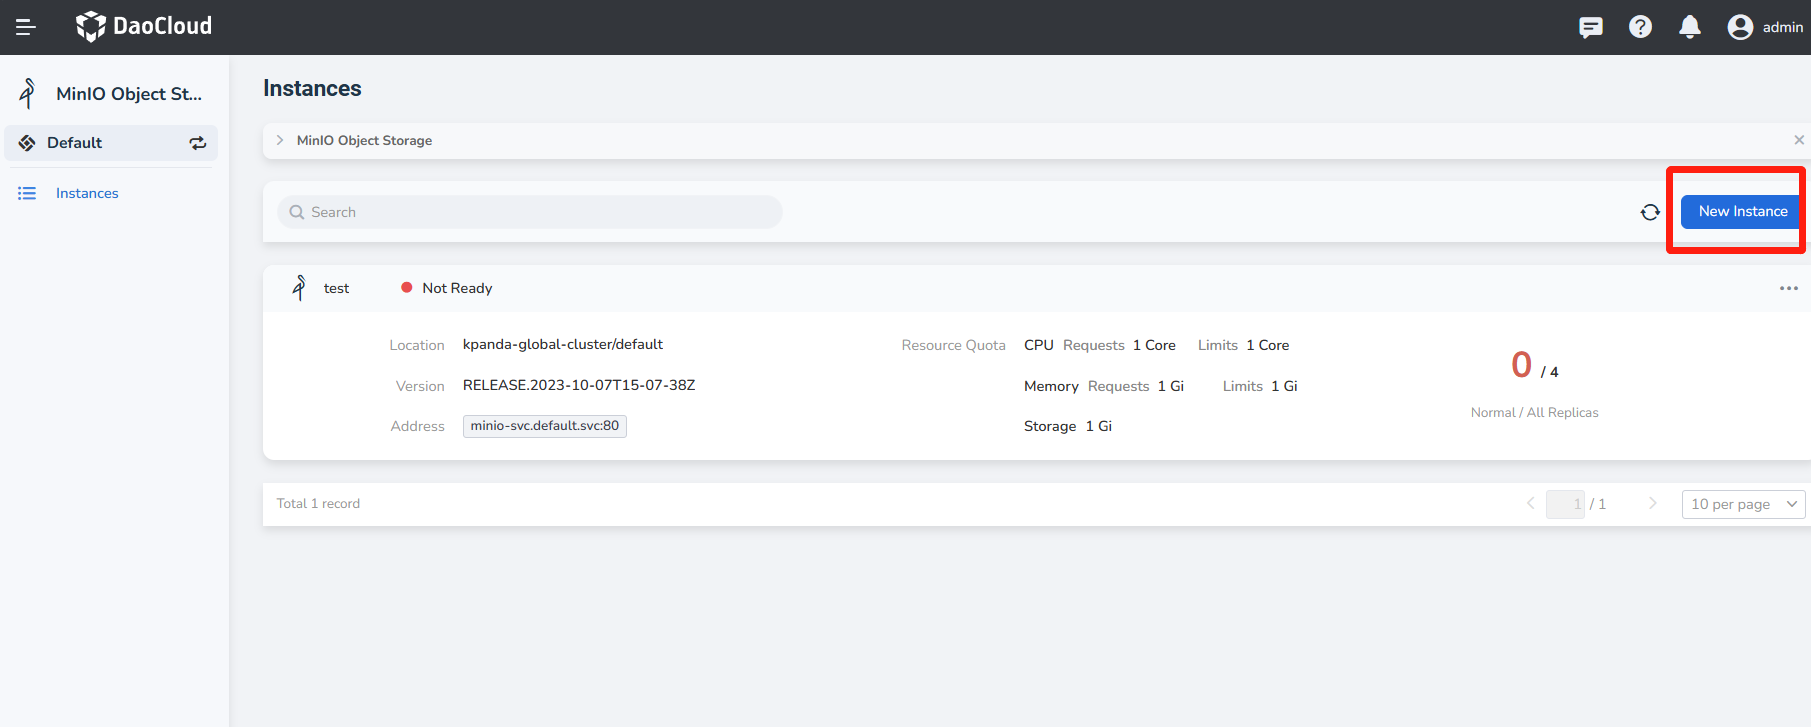 DaoCloud
admin
MinIO Object St...
Default
Instances
Instances
MinIO Object Storage
Search
New Instance
test
Not Ready
Location kpanda-global-cluster/default
Version RELEASE.2023-10-07T15-07-38Z
Address minio-svc.default.svc:80
Resource Quota CPU Requests 1 Core Limits 1 Core
Memory Requests 1 Gi Limits 1 Gi
Storage 1 Gi
0 / 4
Normal / All Replicas
Total 1 record
1 / 1
10 per page